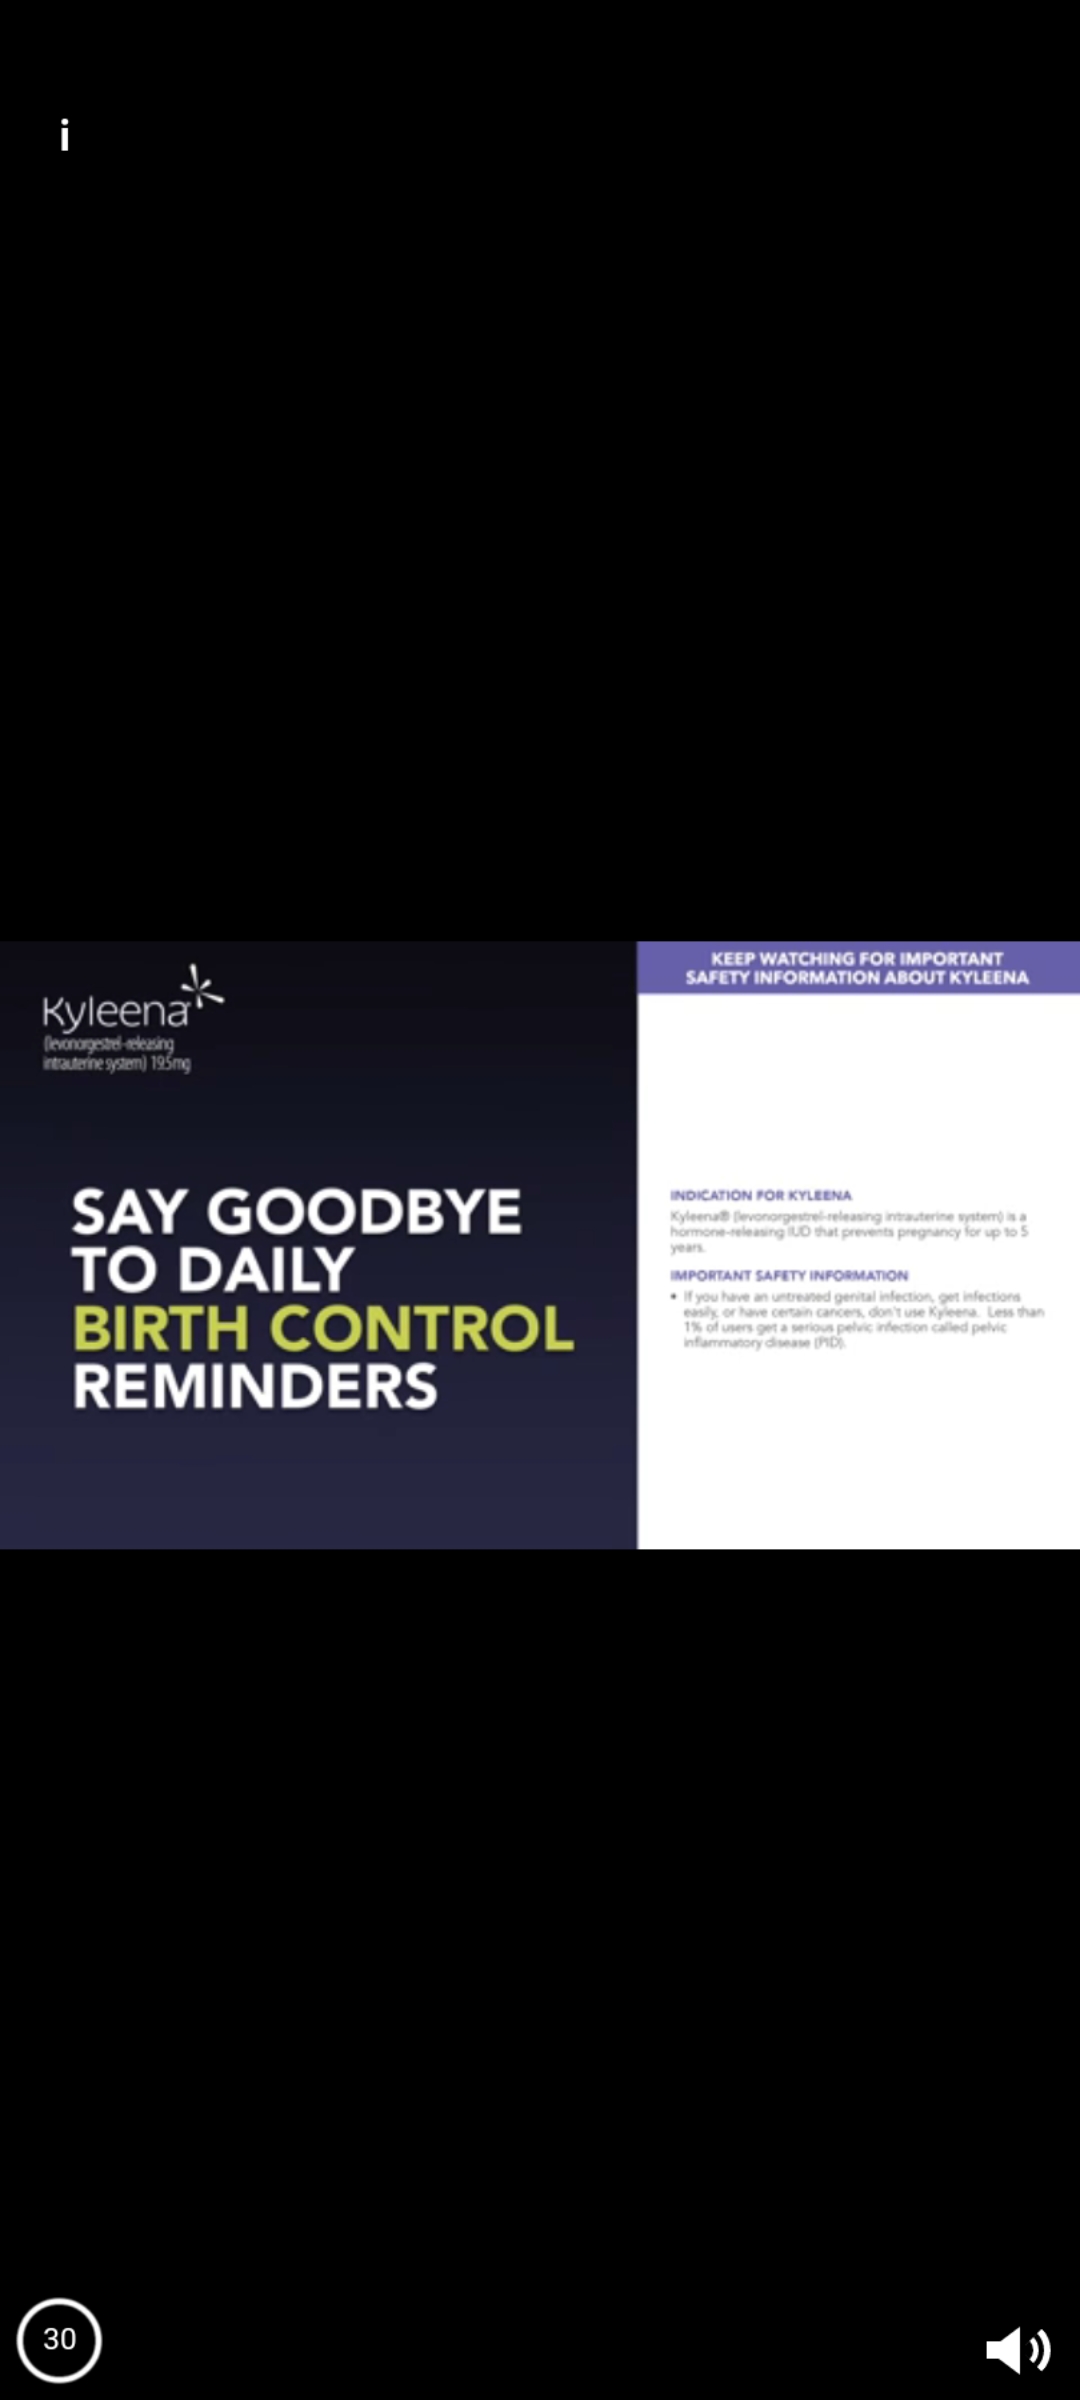 i
Kyleena®
(levonorgestrel-releasing
intrauterine system) 19.5mg
SAY GOODBYE
TO DAILY
BIRTH CONTROL
REMINDERS
KEEP WATCHING FOR IMPORTANT
SAFETY INFORMATION ABOUT KYLEENA
INDICATION FOR KYLEENA
Kyleena® (levonorgestrel-releasing intrauterine system) is a
hormone-releasing IUD that prevents pregnancy for up to 5
years.
IMPORTANT SAFETY INFORMATION
• If you have an untreated genital infection, get infections
easily, or have certain cancers, don't use Kyleena. Less than
1% of users get a serious pelvic infection called pelvic
inflammatory disease (PID).
30